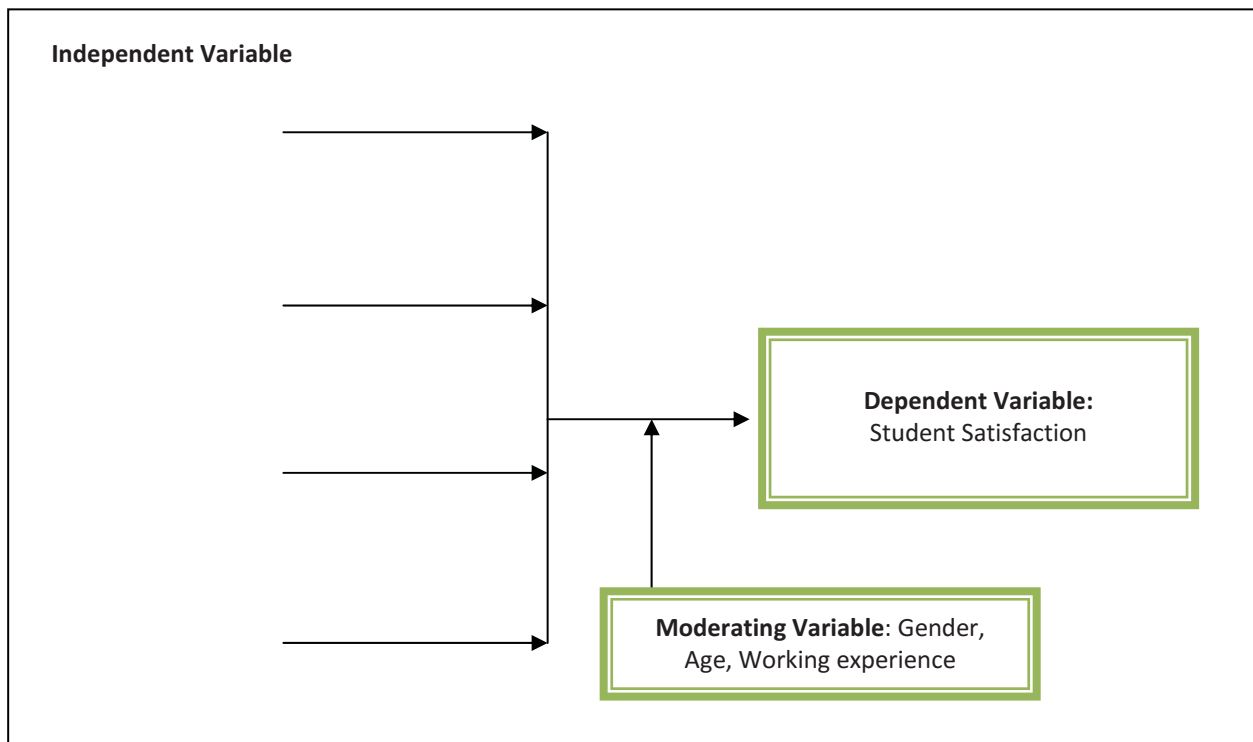 Independent Variable
Dependent Variable:
Student Satisfaction
Moderating Variable: Gender,
Age, Working experience